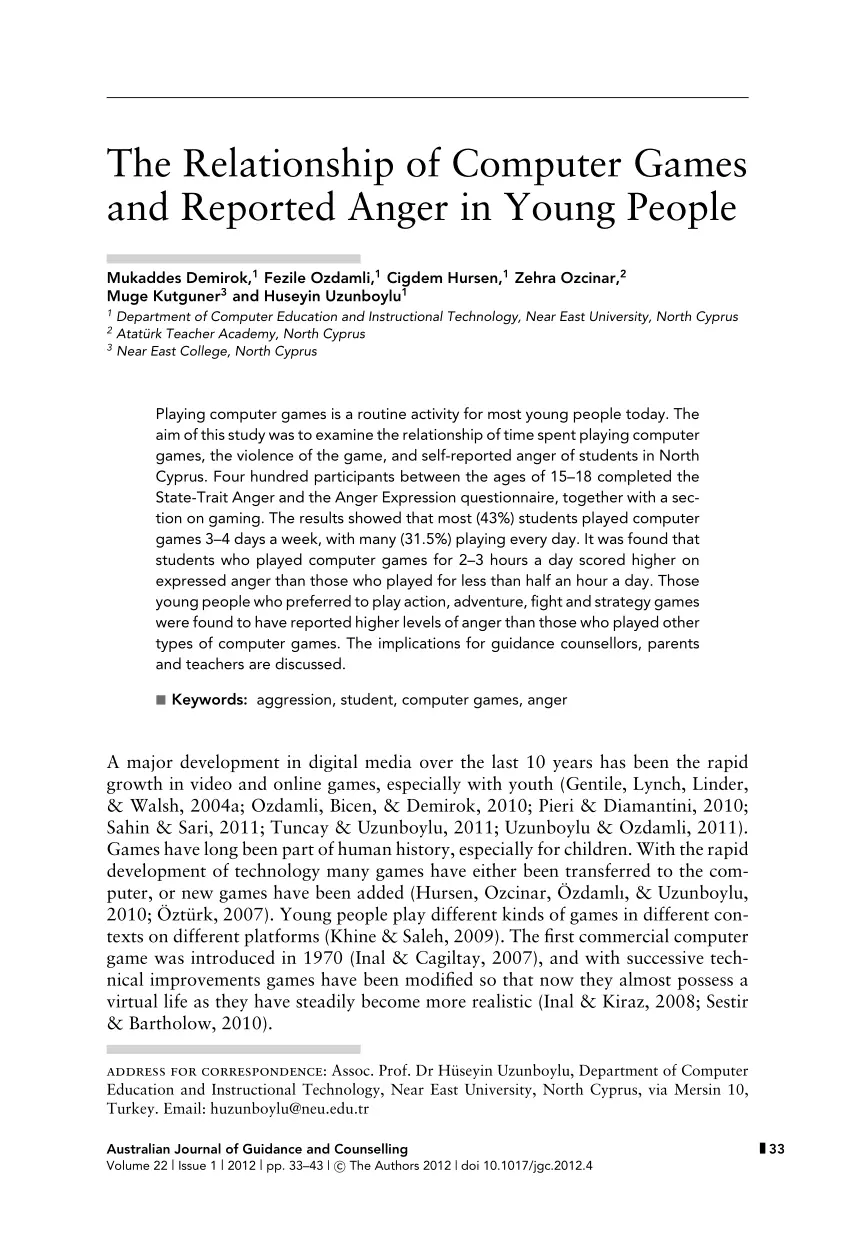 The Relationship of Computer Games
and Reported Anger in Young People
Mukaddes Demirok,¹ Fezile Ozdamli,¹ Cigdem Hursen,¹ Zehra Ozcinar,²
Muge Kutguner³ and Huseyin Uzunboylu¹
¹ Department of Computer Education and Instructional Technology, Near East University, North Cyprus
² Atatürk Teacher Academy, North Cyprus
³ Near East College, North Cyprus
Playing computer games is a routine activity for most young people today. The
aim of this study was to examine the relationship of time spent playing computer
games, the violence of the game, and self-reported anger of students in North
Cyprus. Four hundred participants between the ages of 15–18 completed the
State-Trait Anger and the Anger Expression questionnaire, together with a sec-
tion on gaming. The results showed that most (43%) students played computer
games 3–4 days a week, with many (31.5%) playing every day. It was found that
students who played computer games for 2–3 hours a day scored higher on
expressed anger than those who played for less than half an hour a day. Those
young people who preferred to play action, adventure, fight and strategy games
were found to have reported higher levels of anger than those who played other
types of computer games. The implications for guidance counsellors, parents
and teachers are discussed.
■ Keywords: aggression, student, computer games, anger
A major development in digital media over the last 10 years has been the rapid
growth in video and online games, especially with youth (Gentile, Lynch, Linder,
& Walsh, 2004a; Ozdamli, Bicen, & Demirok, 2010; Pieri & Diamantini, 2010;
Sahin & Sari, 2011; Tuncay & Uzunboylu, 2011; Uzunboylu & Ozdamli, 2011).
Games have long been part of human history, especially for children. With the rapid
development of technology many games have either been transferred to the com-
puter, or new games have been added (Hursen, Ozcinar, Özdamlı, & Uzunboylu,
2010; Öztürk, 2007). Young people play different kinds of games in different con-
texts on different platforms (Khine & Saleh, 2009). The first commercial computer
game was introduced in 1970 (Inal & Cagiltay, 2007), and with successive tech-
nical improvements games have been modified so that now they almost possess a
virtual life as they have steadily become more realistic (Inal & Kiraz, 2008; Sestir
& Bartholow, 2010).
ADDRESS FOR CORRESPONDENCE: Assoc. Prof. Dr Hüseyin Uzunboylu, Department of Computer
Education and Instructional Technology, Near East University, North Cyprus, via Mersin 10,
Turkey. Email: huzunboylu@neu.edu.tr
Australian Journal of Guidance and Counselling
Volume 22 | Issue 1 | 2012 | pp. 33–43 | © The Authors 2012 | doi 10.1017/jgc.2012.4
33